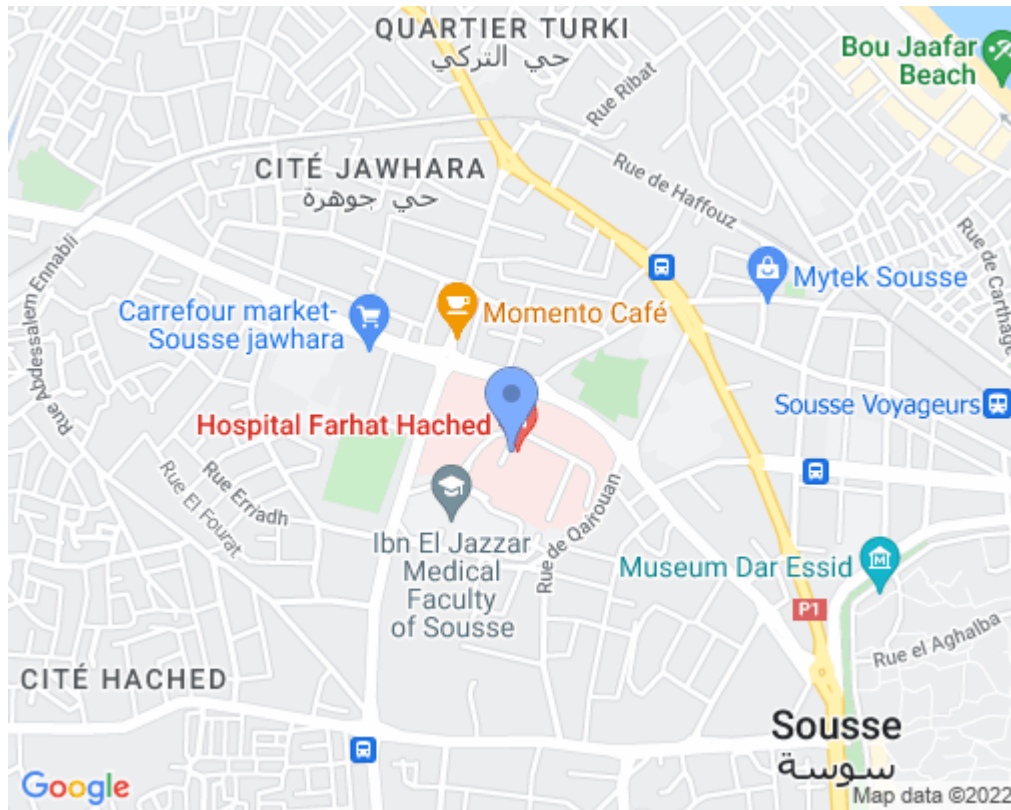 QUARTIER TURKI
حي التركي
Bou Jaafar
Beach
Rue Ribat
Rue de Haffouz
CITÉ JAWHARA
حي جوهرة
Rue de Carthage
Rue Abdessalem Ennabli
Mytek Sousse
Carrefour market-
Sousse jawhara
Momento Café
Sousse Voyageurs
Hospital Farhat Hached
Rue Erriadh
Rue El Fourat
Rue de Qairouan
Ibn El Jazzar
Medical
Faculty
of Sousse
Museum Dar Essid
P1
Rue el Aghalba
CITÉ HACHED
Sousse
سوسة
Google
Map data ©2022